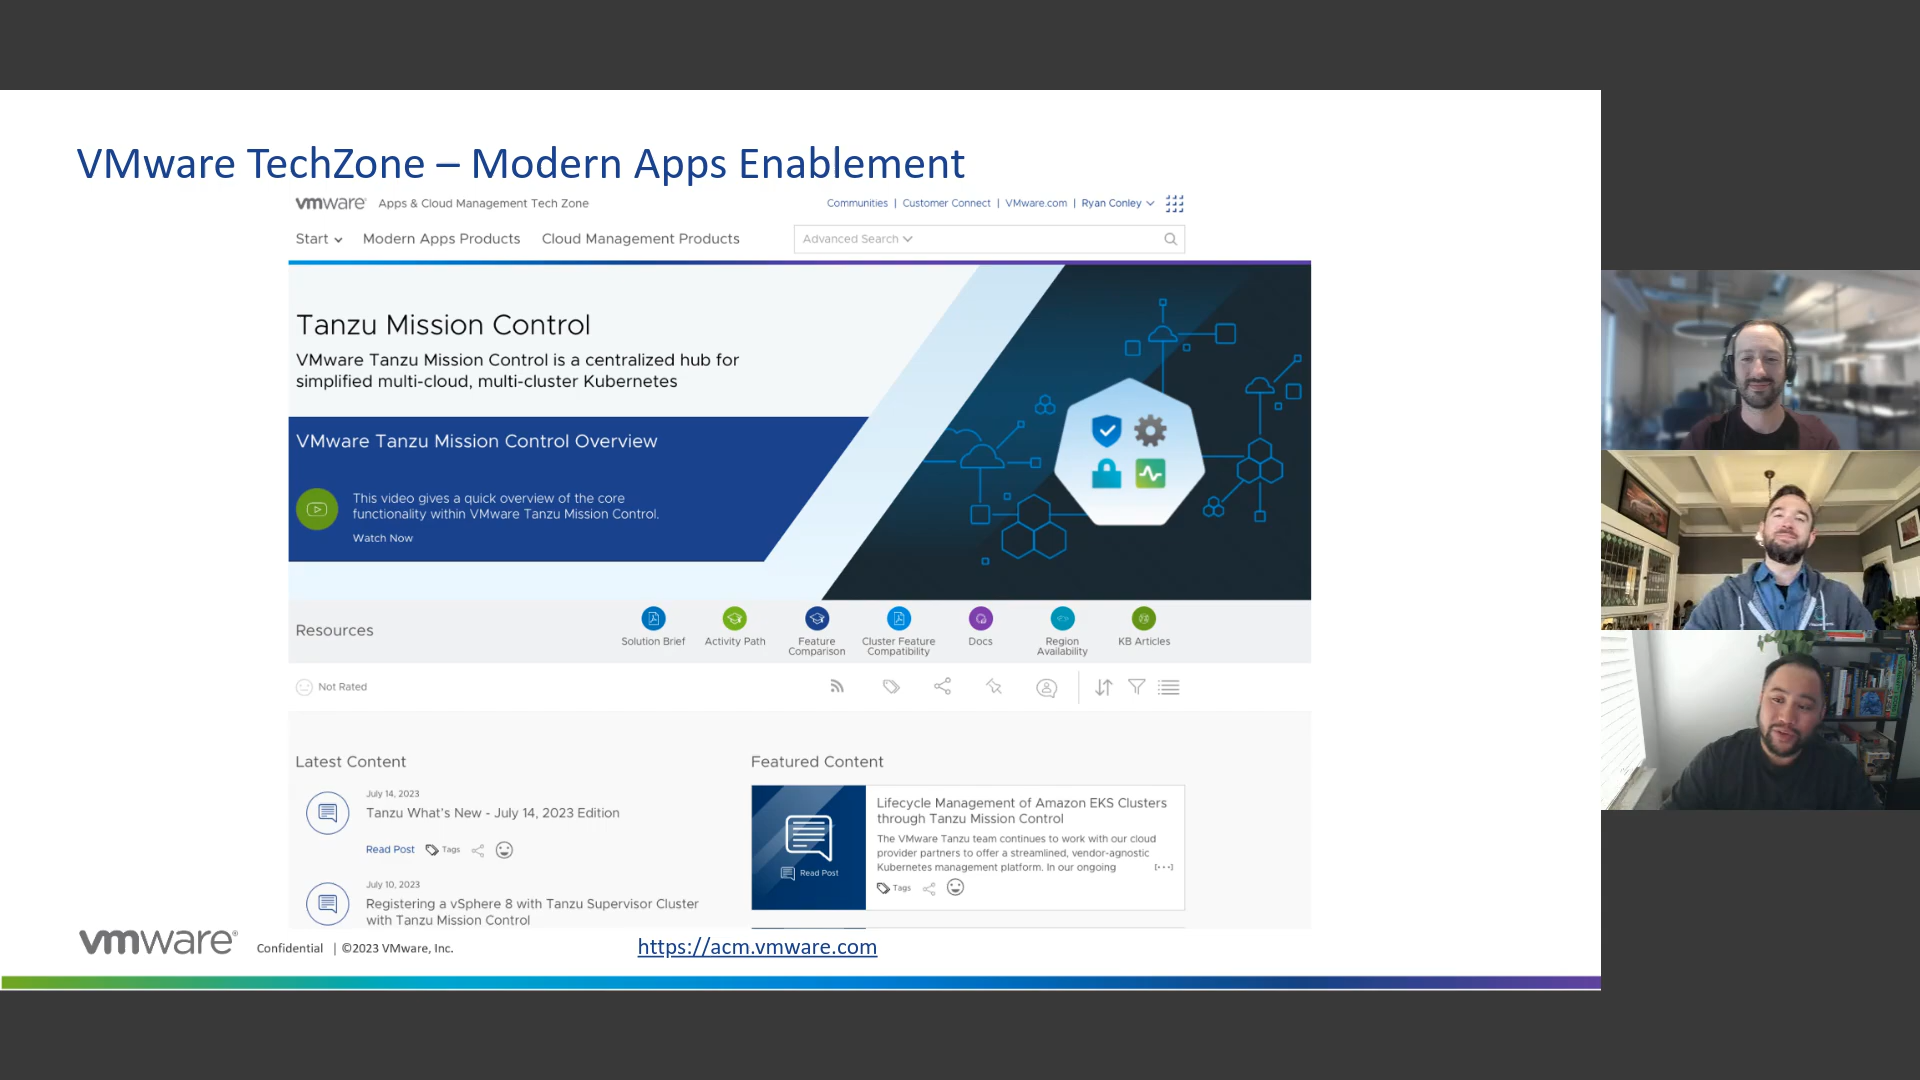 VMware TechZone – Modern Apps Enablement
vmware Apps & Cloud Management Tech Zone
Communities | Customer Connect | VMware.com | Ryan Conley
Start Modern Apps Products Cloud Management Products
Advanced Search
Tanzu Mission Control
VMware Tanzu Mission Control is a centralized hub for
simplified multi-cloud, multi-cluster Kubernetes
VMware Tanzu Mission Control Overview
This video gives a quick overview of the core
functionality within VMware Tanzu Mission Control.
Watch Now
Resources
Solution Brief
Activity Path
Feature
Comparison
Cluster Feature
Compatibility
Docs
Region
Availability
KB Articles
Not Rated
Latest Content
July 14, 2023
Tanzu What's New - July 14, 2023 Edition
Read Post Tags
July 10, 2023
Registering a vSphere 8 with Tanzu Supervisor Cluster
with Tanzu Mission Control
Featured Content
Read Post
Lifecycle Management of Amazon EKS Clusters
through Tanzu Mission Control
The VMware Tanzu team continues to work with our cloud
provider partners to offer a streamlined, vendor-agnostic
Kubernetes management platform. In our ongoing [•••]
Tags
vmware® Confidential | ©2023 VMware, Inc.
https://acm.vmware.com